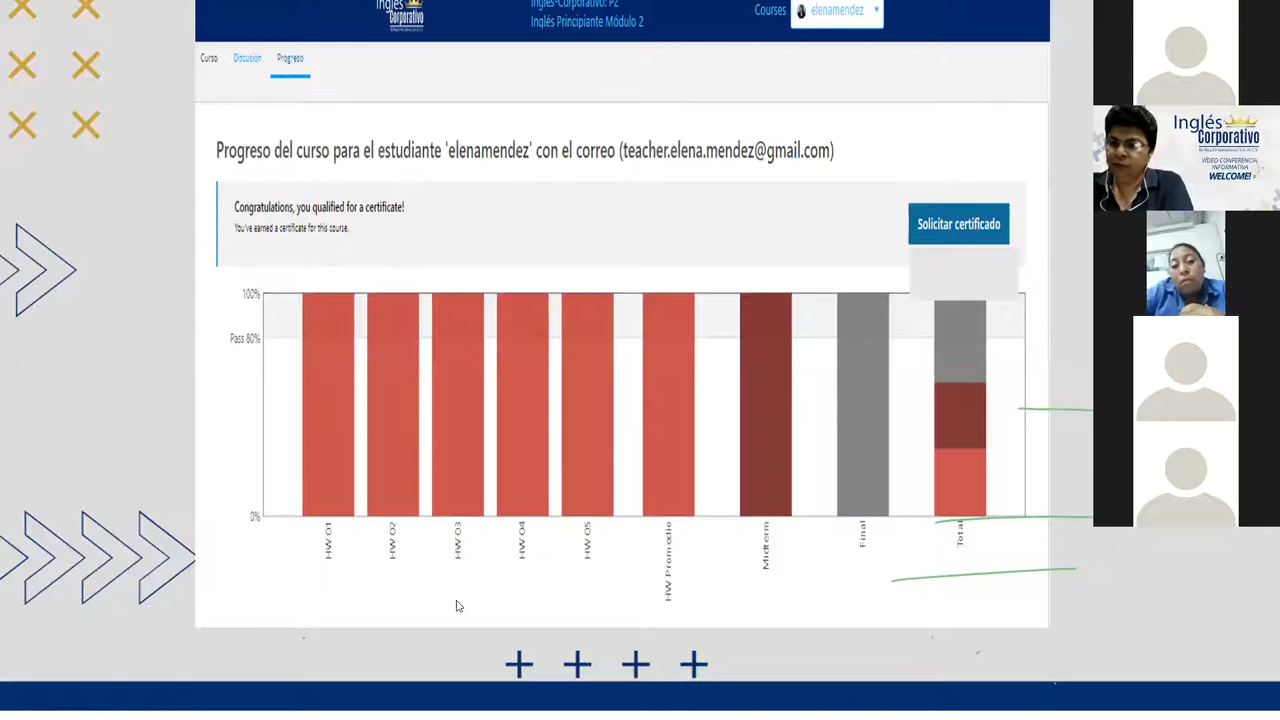 Inglés
Corporativo
Inglés-Corporativo: P2
Inglés Principiante Módulo 2
Courses
elenamendez
Curso
Discusión
Progreso
Progreso del curso para el estudiante 'elenamendez' con el correo (teacher.elena.mendez@gmail.com)
Congratulations, you qualified for a certificate!
You've earned a certificate for this course.
Solicitar certificado
100%
Pass 80%
0%
HW 01
HW 02
HW 03
HW 04
HW 05
HW Promedio
Midterm
Final
Total
Inglés
Corporativo
VÍDEO CONFERENCIA
INFORMATIVA
WELCOME!